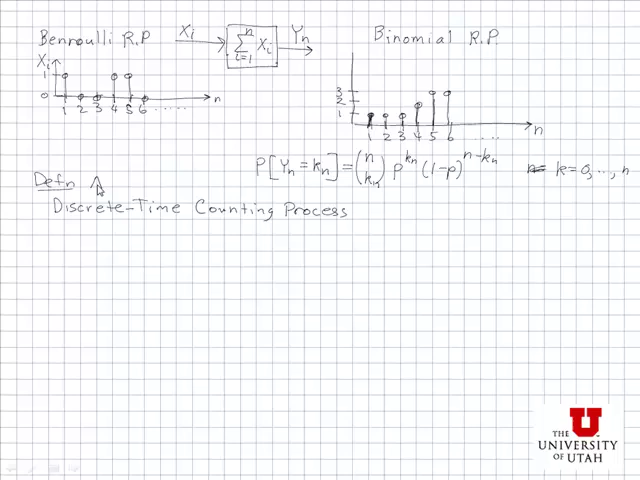 Bernoulli R.P Xi → Σ(i=1 to n) Xi → Yn
Binomial R.P.
Xi
1
0
1 2 3 4 5 6 ...... n
3
2
1
1 2 3 4 5 6 ... n
P[Yn = kn] = (n kn) p^kn (1-p)^n-kn k=0,...,n
Defn
Discrete-Time Counting Process
U
THE
UNIVERSITY
OF UTAH